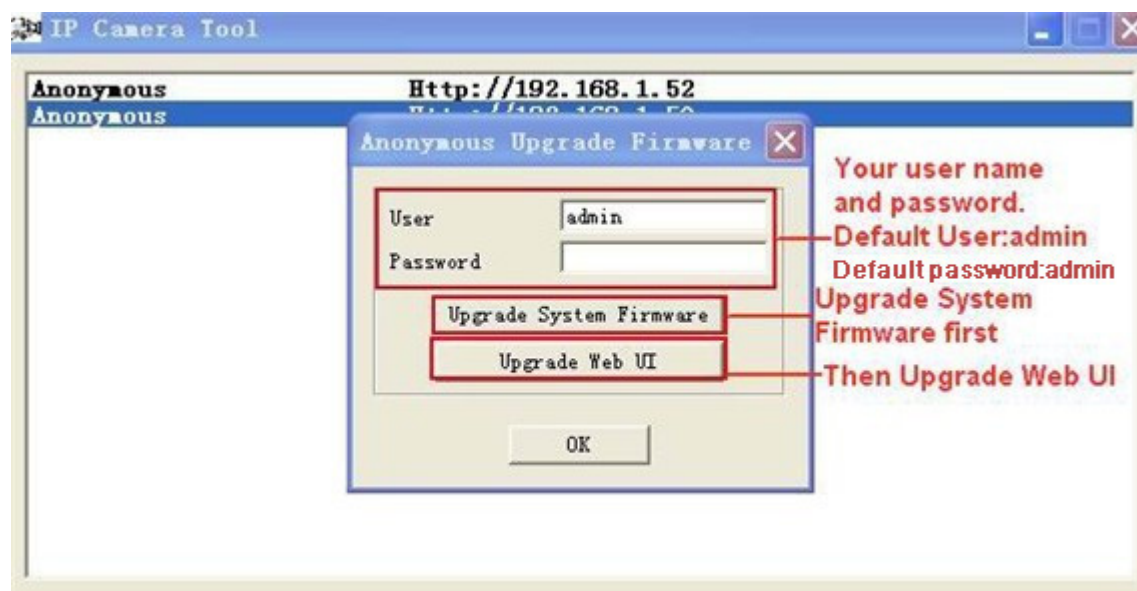 IP Camera Tool
Anonymous Http://192.168.1.52
Anonymous
Anonymous Upgrade Firmware
User admin
Password
Upgrade System Firmware
Upgrade Web UI
OK
Your user name
and password.
Default User:admin
Default password:admin
Upgrade System
Firmware first
Then Upgrade Web UI